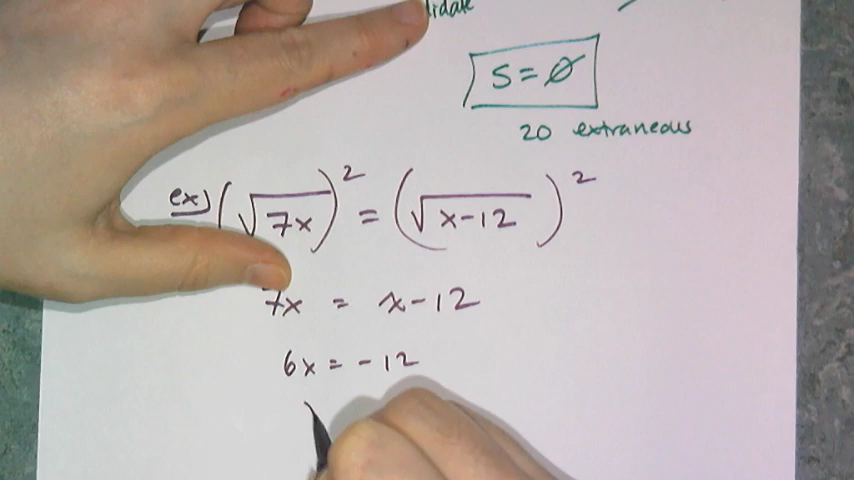 S = ∅
20 extraneous
ex) (√7x)² = (√x-12)²
7x = x-12
6x = -12